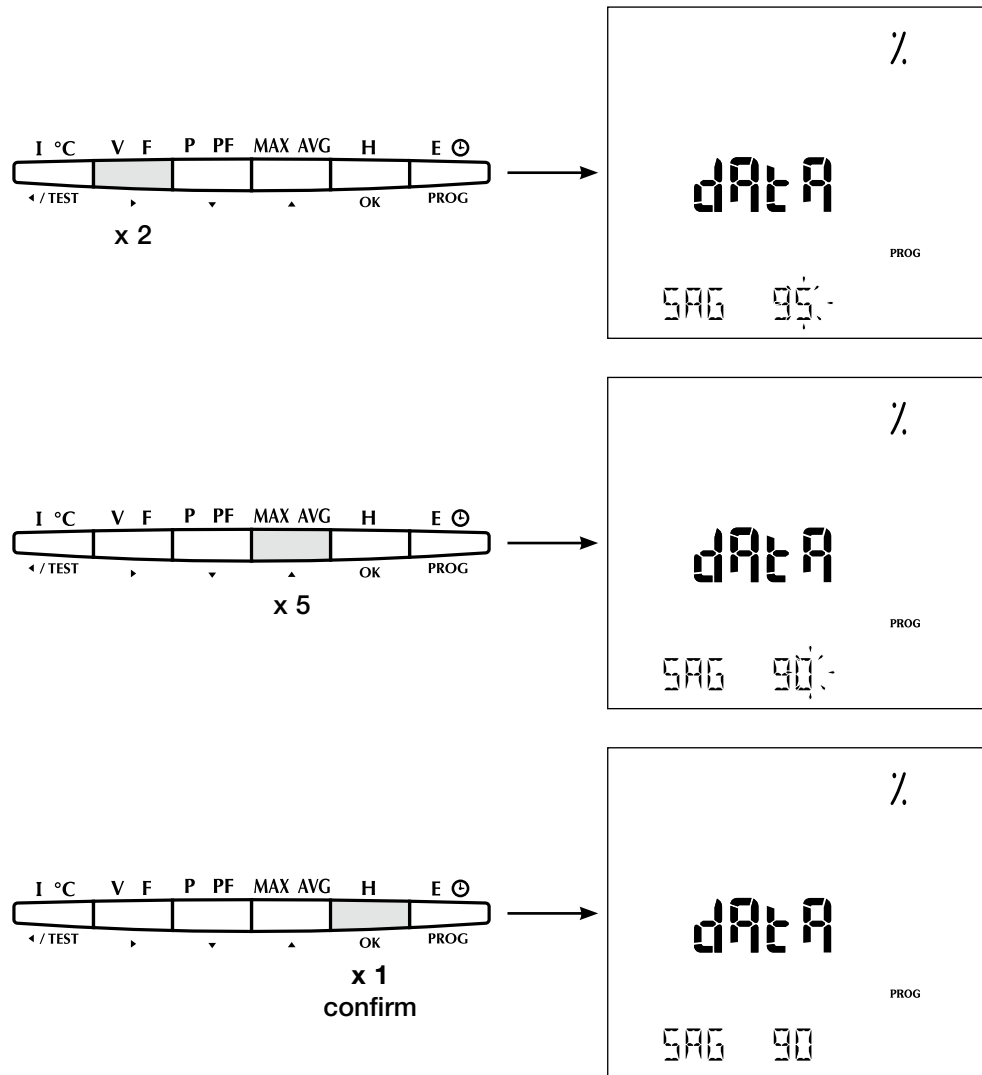 %
I °C V F P PF MAX AVG H E
/ TEST OK PROG
x 2
dAtA
PROG
SAG 95
%
I °C V F P PF MAX AVG H E
/ TEST OK PROG
x 5
dAtA
PROG
SAG 90
%
I °C V F P PF MAX AVG H E
/ TEST OK PROG
x 1
confirm
dAtA
PROG
SAG 90